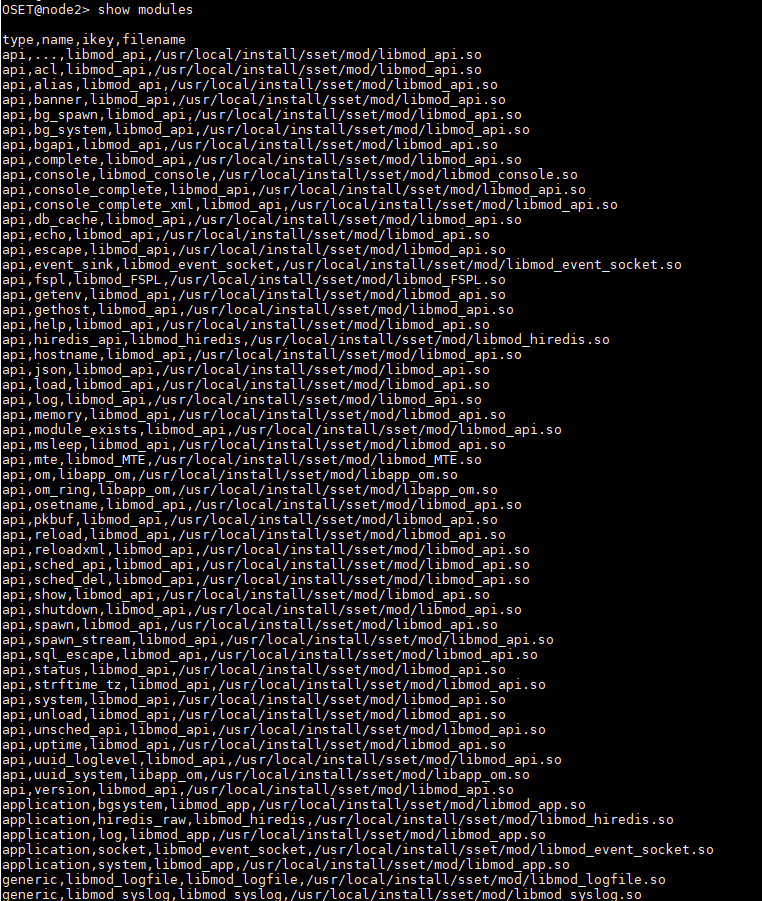 OSET@node2> show modules
type,name,ikey,filename
api,...,libmod_api,/usr/local/install/sset/mod/libmod_api.so
api,acl,libmod_api,/usr/local/install/sset/mod/libmod_api.so
api,alias,libmod_api,/usr/local/install/sset/mod/libmod_api.so
api,banner,libmod_api,/usr/local/install/sset/mod/libmod_api.so
api,bg_spawn,libmod_api,/usr/local/install/sset/mod/libmod_api.so
api,bg_system,libmod_api,/usr/local/install/sset/mod/libmod_api.so
api,bgapi,libmod_api,/usr/local/install/sset/mod/libmod_api.so
api,complete,libmod_api,/usr/local/install/sset/mod/libmod_api.so
api,console,libmod_console,/usr/local/install/sset/mod/libmod_console.so
api,console_complete,libmod_api,/usr/local/install/sset/mod/libmod_api.so
api,console_complete_xml,libmod_api,/usr/local/install/sset/mod/libmod_api.so
api,db_cache,libmod_api,/usr/local/install/sset/mod/libmod_api.so
api,echo,libmod_api,/usr/local/install/sset/mod/libmod_api.so
api,escape,libmod_api,/usr/local/install/sset/mod/libmod_api.so
api,event_sink,libmod_event_socket,/usr/local/install/sset/mod/libmod_event_socket.so
api,fspl,libmod_FSPL,/usr/local/install/sset/mod/libmod_FSPL.so
api,getenv,libmod_api,/usr/local/install/sset/mod/libmod_api.so
api,gethost,libmod_api,/usr/local/install/sset/mod/libmod_api.so
api,help,libmod_api,/usr/local/install/sset/mod/libmod_api.so
api,hiredis_api,libmod_hiredis,/usr/local/install/sset/mod/libmod_hiredis.so
api,hostname,libmod_api,/usr/local/install/sset/mod/libmod_api.so
api,json,libmod_api,/usr/local/install/sset/mod/libmod_api.so
api,load,libmod_api,/usr/local/install/sset/mod/libmod_api.so
api,log,libmod_api,/usr/local/install/sset/mod/libmod_api.so
api,memory,libmod_api,/usr/local/install/sset/mod/libmod_api.so
api,module_exists,libmod_api,/usr/local/install/sset/mod/libmod_api.so
api,msleep,libmod_api,/usr/local/install/sset/mod/libmod_api.so
api,mte,libmod_MTE,/usr/local/install/sset/mod/libmod_MTE.so
api,om,libapp_om,/usr/local/install/sset/mod/libapp_om.so
api,om_ring,libapp_om,/usr/local/install/sset/mod/libapp_om.so
api,osetname,libmod_api,/usr/local/install/sset/mod/libmod_api.so
api,pkbuf,libmod_api,/usr/local/install/sset/mod/libmod_api.so
api,reload,libmod_api,/usr/local/install/sset/mod/libmod_api.so
api,reloadxml,libmod_api,/usr/local/install/sset/mod/libmod_api.so
api,sched_api,libmod_api,/usr/local/install/sset/mod/libmod_api.so
api,sched_del,libmod_api,/usr/local/install/sset/mod/libmod_api.so
api,show,libmod_api,/usr/local/install/sset/mod/libmod_api.so
api,shutdown,libmod_api,/usr/local/install/sset/mod/libmod_api.so
api,spawn,libmod_api,/usr/local/install/sset/mod/libmod_api.so
api,spawn_stream,libmod_api,/usr/local/install/sset/mod/libmod_api.so
api,sql_escape,libmod_api,/usr/local/install/sset/mod/libmod_api.so
api,status,libmod_api,/usr/local/install/sset/mod/libmod_api.so
api,strftime_tz,libmod_api,/usr/local/install/sset/mod/libmod_api.so
api,system,libmod_api,/usr/local/install/sset/mod/libmod_api.so
api,unload,libmod_api,/usr/local/install/sset/mod/libmod_api.so
api,unsched_api,libmod_api,/usr/local/install/sset/mod/libmod_api.so
api,uptime,libmod_api,/usr/local/install/sset/mod/libmod_api.so
api,uuid_loglevel,libmod_api,/usr/local/install/sset/mod/libmod_api.so
api,uuid_system,libapp_om,/usr/local/install/sset/mod/libapp_om.so
api,version,libmod_api,/usr/local/install/sset/mod/libmod_api.so
application,bgsystem,libmod_app,/usr/local/install/sset/mod/libmod_app.so
application,hiredis_raw,libmod_hiredis,/usr/local/install/sset/mod/libmod_hiredis.so
application,log,libmod_app,/usr/local/install/sset/mod/libmod_app.so
application,socket,libmod_event_socket,/usr/local/install/sset/mod/libmod_event_socket.so
application,system,libmod_app,/usr/local/install/sset/mod/libmod_app.so
generic,libmod_logfile,libmod_logfile,/usr/local/install/sset/mod/libmod_logfile.so
generic,libmod_syslog,libmod_syslog,/usr/local/install/sset/mod/libmod_syslog.so